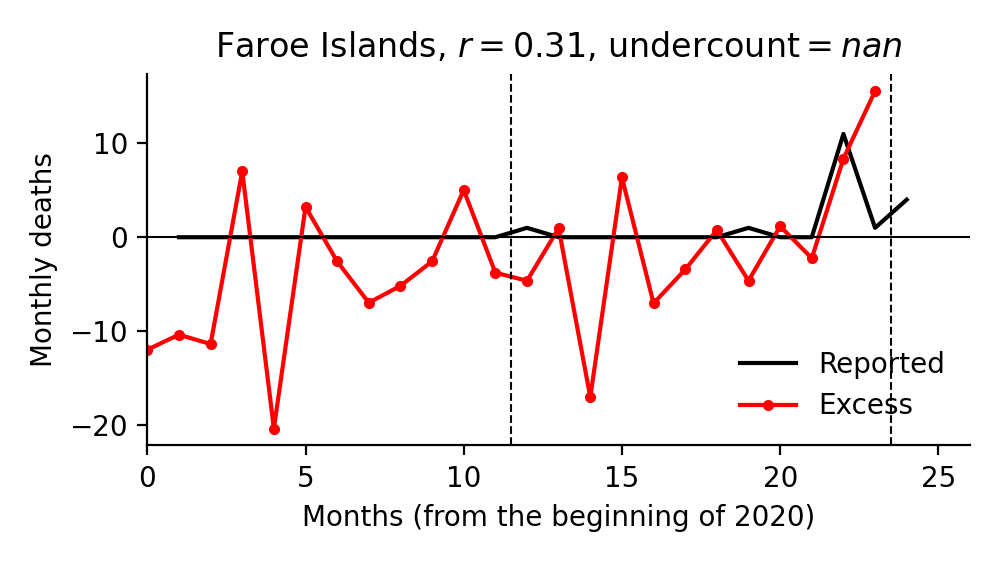 Faroe Islands, r = 0.31, undercount = nan
Monthly deaths
10
0
−10
−20
Reported
Excess
0 5 10 15 20 25
Months (from the beginning of 2020)